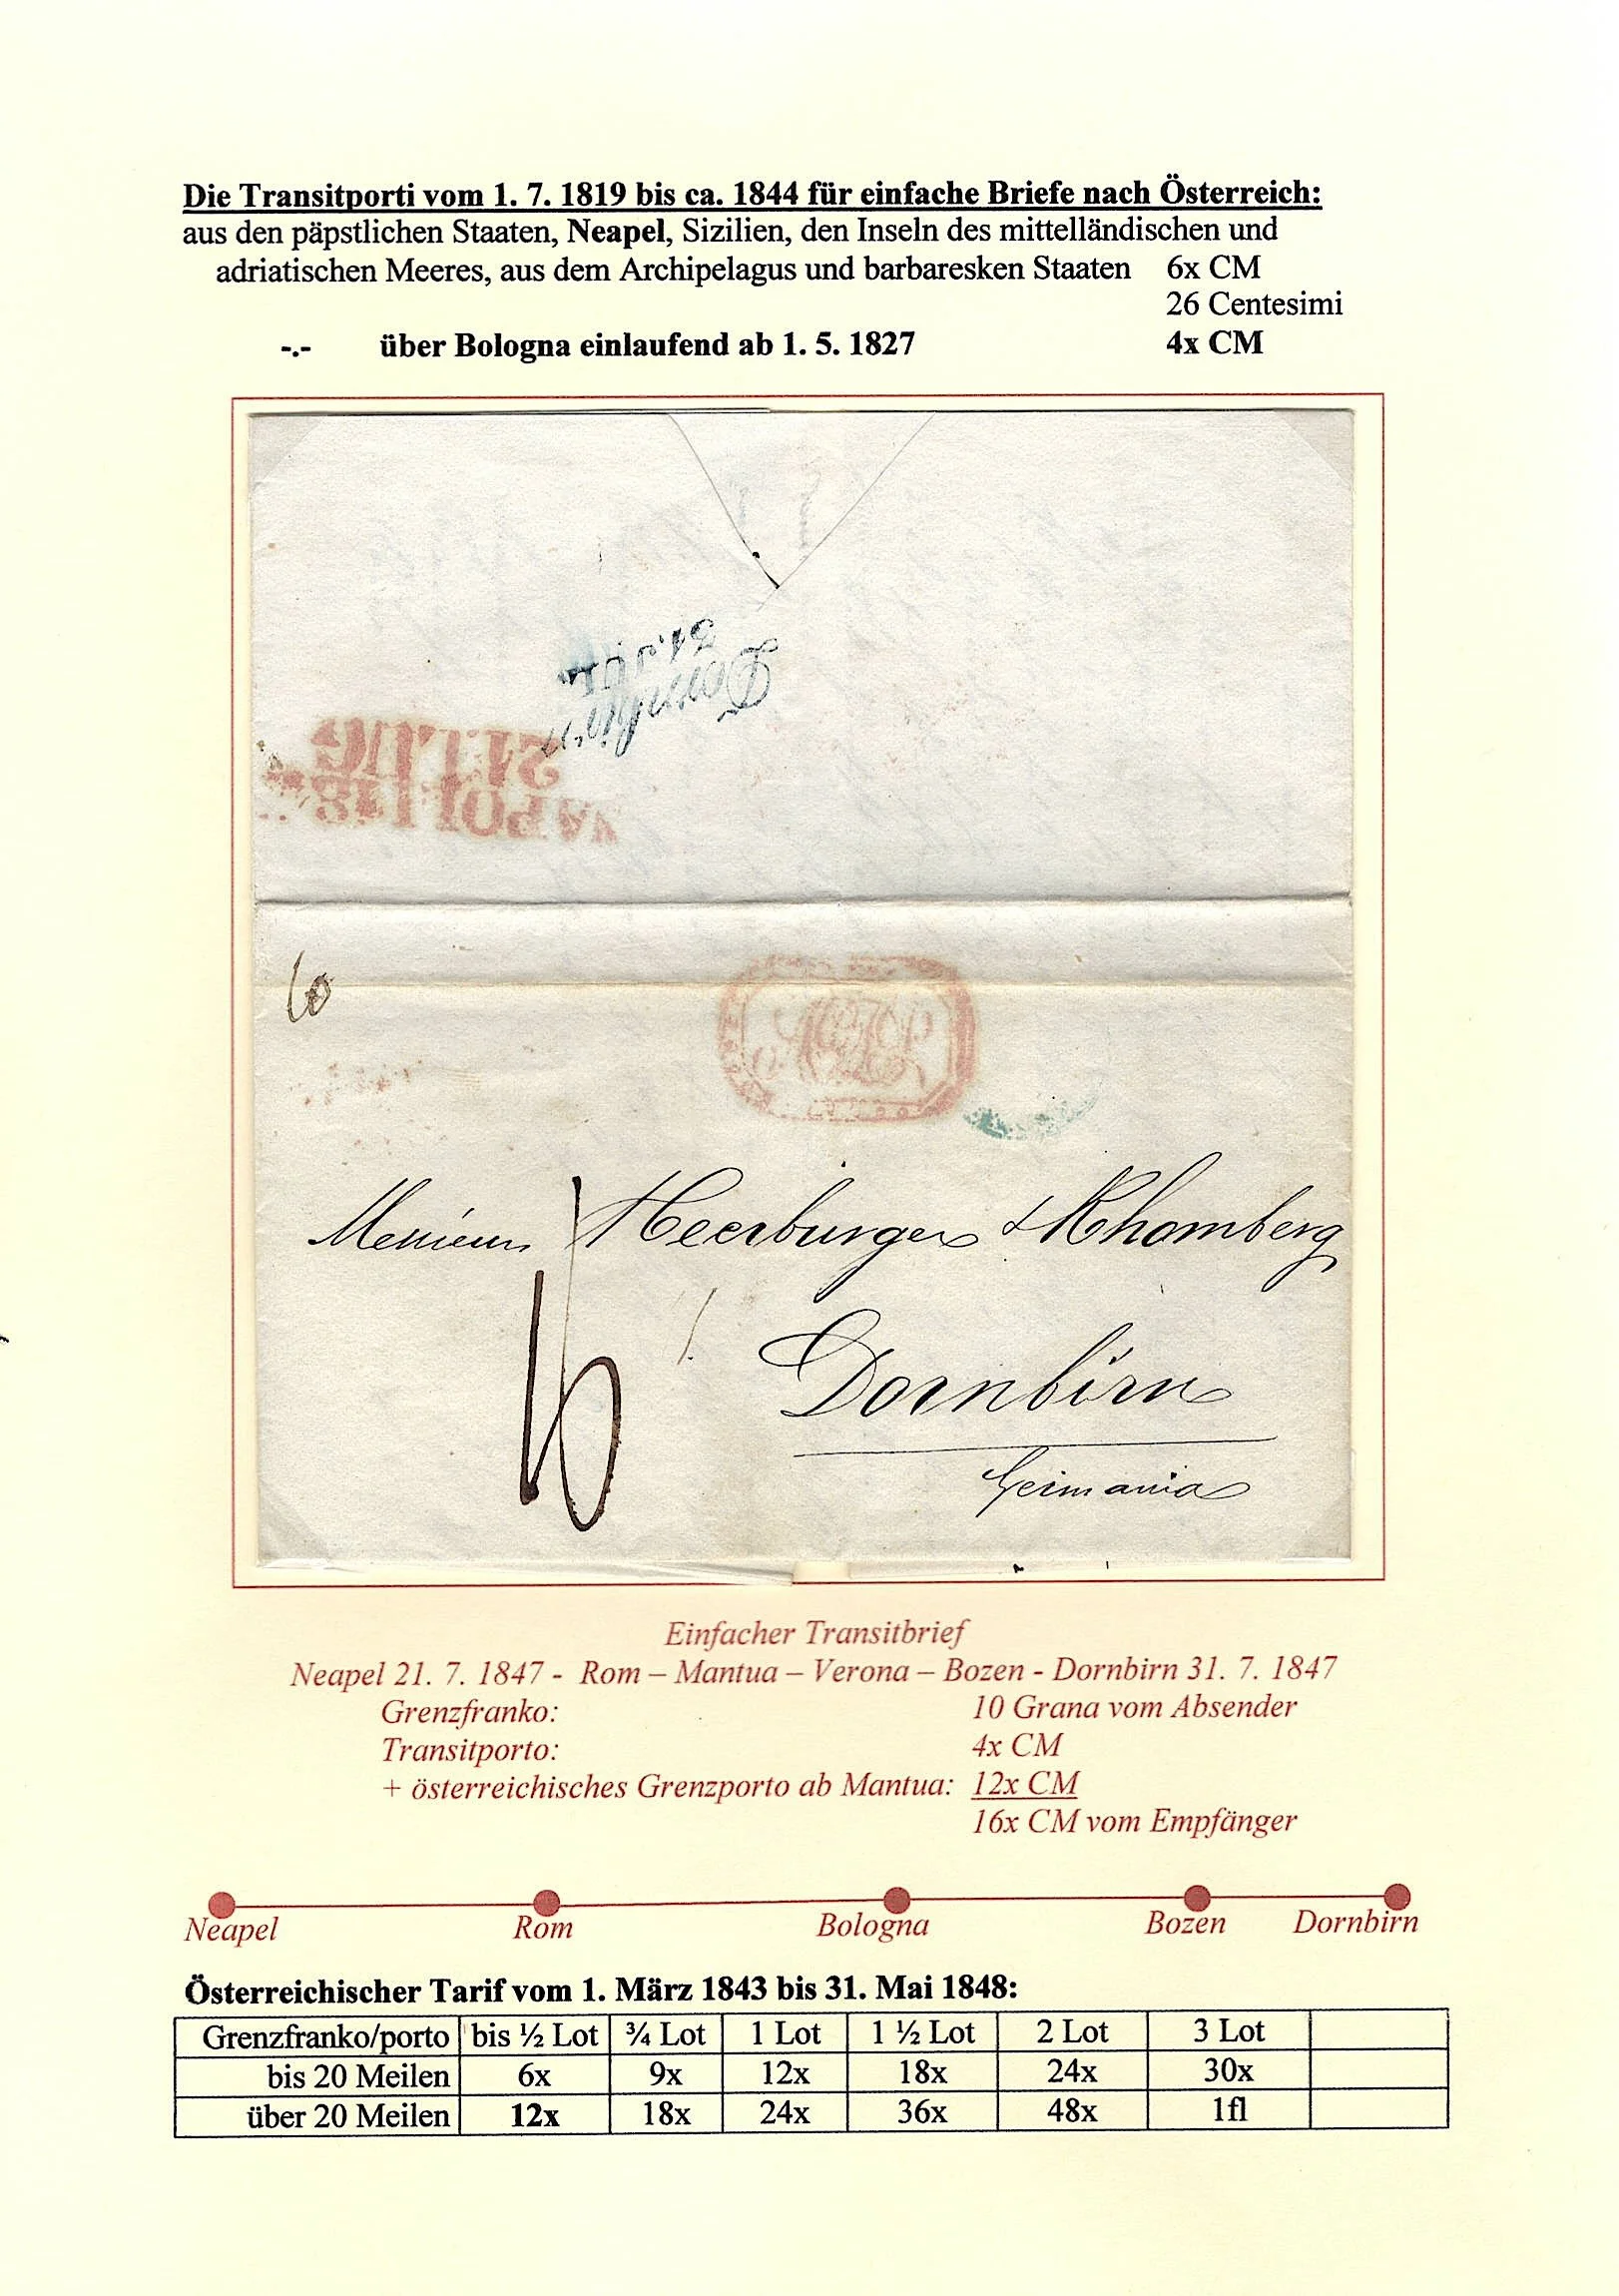 Die Transitporti vom 1. 7. 1819 bis ca. 1844 für einfache Briefe nach Österreich:
aus den päpstlichen Staaten, Neapel, Sizilien, den Inseln des mittelländischen und
adriatischen Meeres, aus dem Archipelagus und barbaresken Staaten 6x CM
26 Centesimi
-.- über Bologna einlaufend ab 1. 5. 1827 4x CM
Dornbirn
31. JUL
21 LUG
NAPOLI
10
Messieurs Heerburger & Rhomberg
16
Dornbirn
Germania
Einfacher Transitbrief
Neapel 21. 7. 1847 - Rom – Mantua – Verona – Bozen - Dornbirn 31. 7. 1847
Grenzfranko: 10 Grana vom Absender
Transitporto: 4x CM
+ österreichisches Grenzporto ab Mantua: 12x CM
16x CM vom Empfänger
Neapel Rom Bologna Bozen Dornbirn
Österreichischer Tarif vom 1. März 1843 bis 31. Mai 1848:
Grenzfranko/porto bis ½ Lot ¾ Lot 1 Lot 1 ½ Lot 2 Lot 3 Lot
bis 20 Meilen 6x 9x 12x 18x 24x 30x
über 20 Meilen 12x 18x 24x 36x 48x 1fl